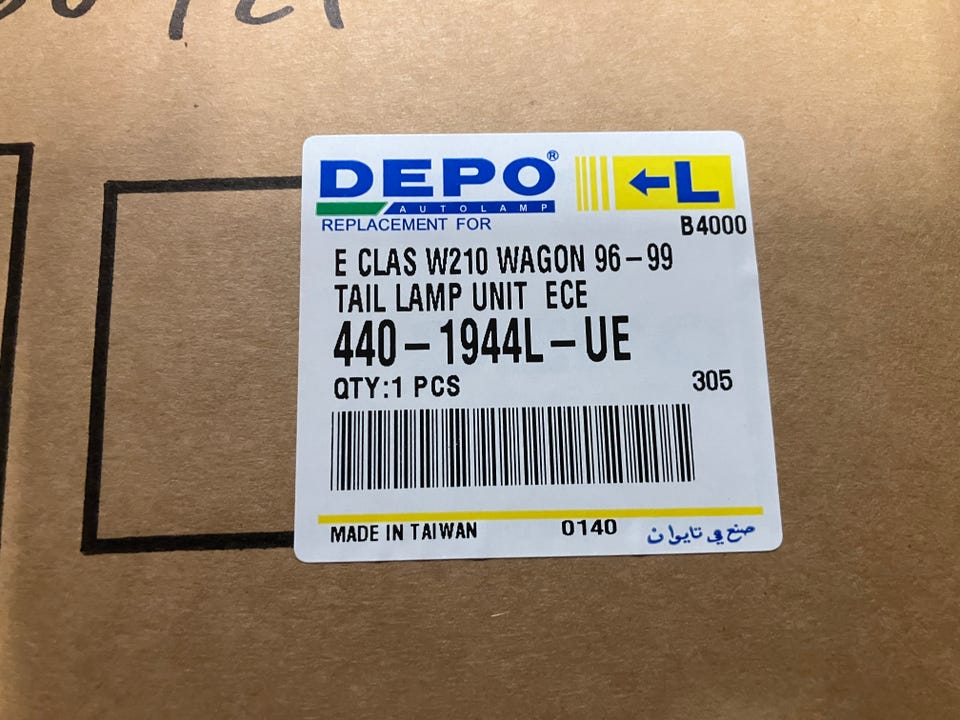 DEPO®
AUTOLAMP
REPLACEMENT FOR
←L
B4000
E CLAS W210 WAGON 96-99
TAIL LAMP UNIT ECE
440-1944L-UE
QTY:1 PCS
305
MADE IN TAIWAN 0140 صنع في تايوان